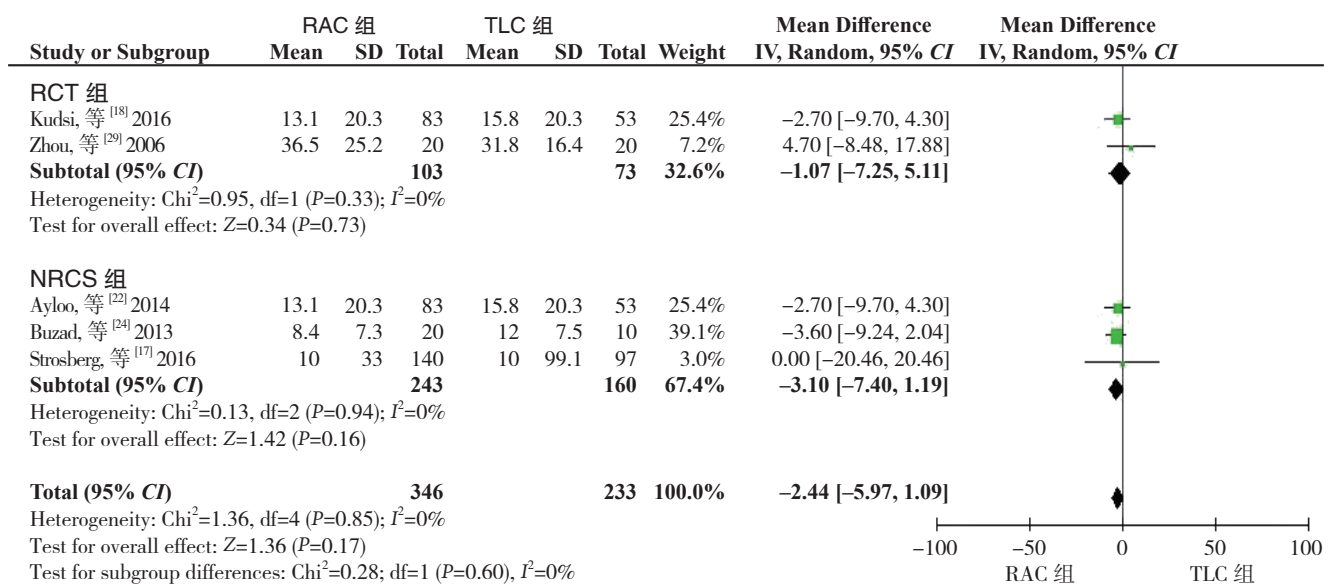 RAC 组 TLC 组 Mean Difference Mean Difference
Study or Subgroup Mean SD Total Mean SD Total Weight IV, Random, 95% CI IV, Random, 95% CI
RCT 组
Kudsi, 等 [18] 2016 13.1 20.3 83 15.8 20.3 53 25.4% −2.70 [−9.70, 4.30]
Zhou, 等 [29] 2006 36.5 25.2 20 31.8 16.4 20 7.2% 4.70 [−8.48, 17.88]
Subtotal (95% CI) 103 73 32.6% −1.07 [−7.25, 5.11]
Heterogeneity: Chi²=0.95, df=1 (P=0.33); I²=0%
Test for overall effect: Z=0.34 (P=0.73)
NRCS 组
Ayloo, 等 [22] 2014 13.1 20.3 83 15.8 20.3 53 25.4% −2.70 [−9.70, 4.30]
Buzad, 等 [24] 2013 8.4 7.3 20 12 7.5 10 39.1% −3.60 [−9.24, 2.04]
Strosberg, 等 [17] 2016 10 33 140 10 99.1 97 3.0% 0.00 [−20.46, 20.46]
Subtotal (95% CI) 243 160 67.4% −3.10 [−7.40, 1.19]
Heterogeneity: Chi²=0.13, df=2 (P=0.94); I²=0%
Test for overall effect: Z=1.42 (P=0.16)
Total (95% CI) 346 233 100.0% −2.44 [−5.97, 1.09]
Heterogeneity: Chi²=1.36, df=4 (P=0.85); I²=0%
Test for overall effect: Z=1.36 (P=0.17)
Test for subgroup differences: Chi²=0.28; df=1 (P=0.60), I²=0%
−100 −50 0 50 100
RAC 组 TLC 组